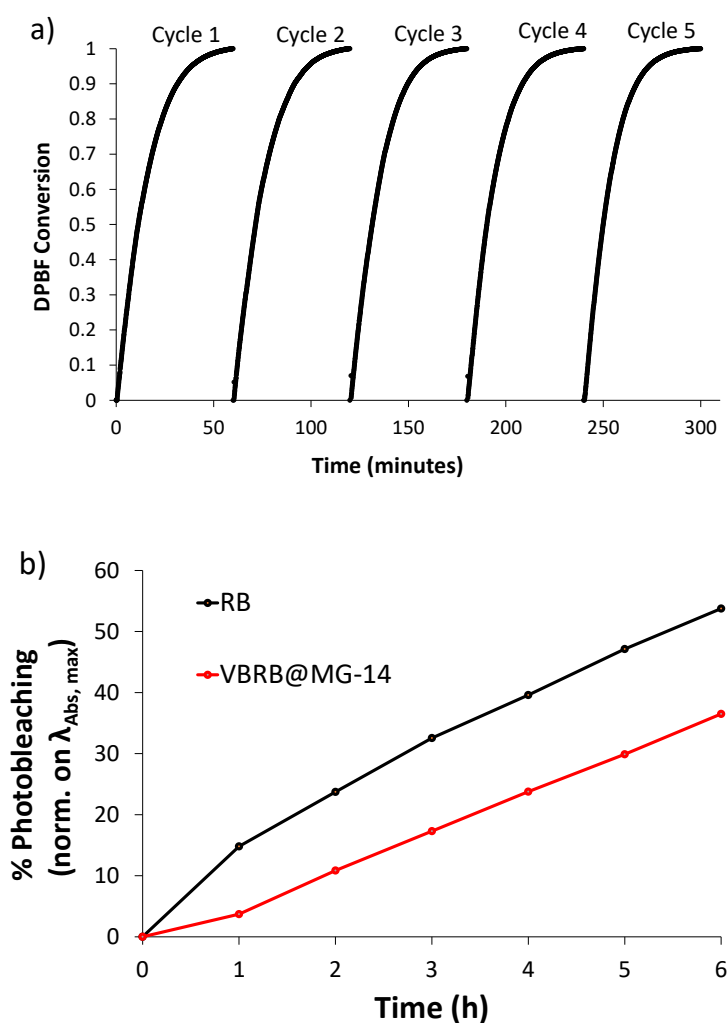 a)
Cycle 1 Cycle 2 Cycle 3 Cycle 4 Cycle 5
1
0.9
0.8
0.7
0.6
0.5
0.4
0.3
0.2
0.1
0
DPBF Conversion
0 50 100 150 200 250 300
Time (minutes)
b)
60
50
40
30
20
10
0
% Photobleaching
(norm. on λAbs, max)
RB
VBRB@MG-14
0 1 2 3 4 5 6
Time (h)